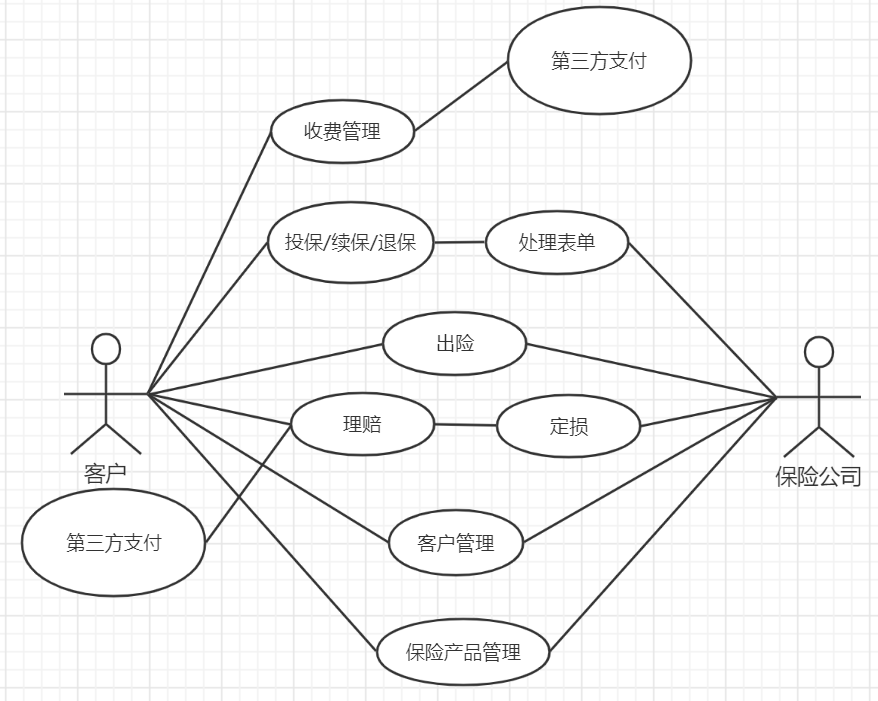 第三方支付
收费管理
投保/续保/退保
处理表单
出险
理赔
定损
客户
保险公司
第三方支付
客户管理
保险产品管理